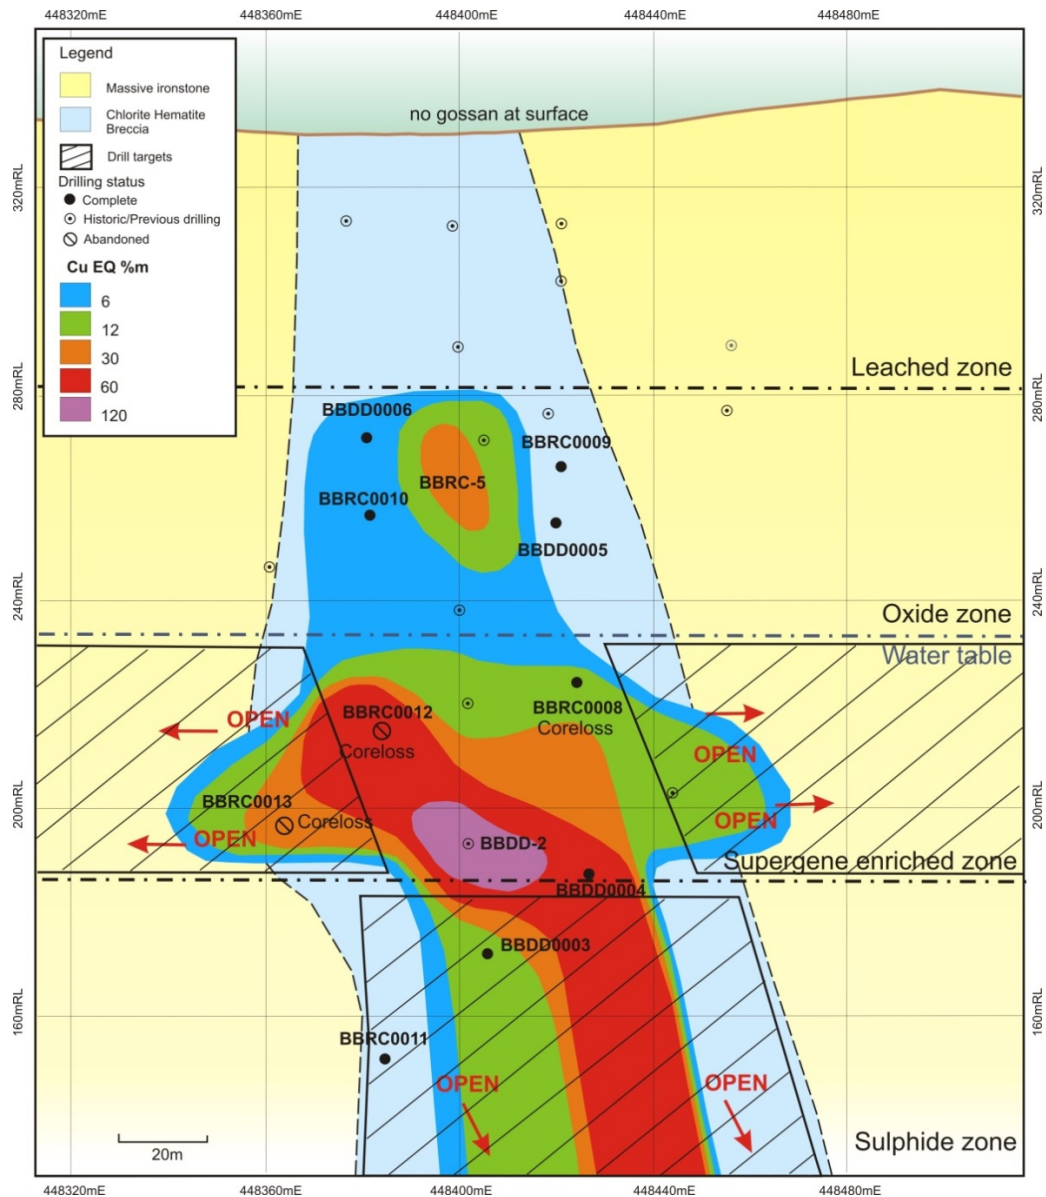 448320mE
448360mE
448400mE
448440mE
448480mE
Legend
Massive ironstone
Chlorite Hematite
Breccia
Drill targets
Drilling status
Complete
Historic/Previous drilling
Abandoned
Cu EQ %m
6
12
30
60
120
no gossan at surface
320mRL
320mRL
Leached zone
280mRL
280mRL
BBDD0006
BBRC0009
BBRC-5
BBRC0010
BBDD0005
240mRL
240mRL
Oxide zone
Water table
OPEN
BBRC0012
Coreloss
BBRC0008
Coreloss
OPEN
200mRL
200mRL
BBRC0013
Coreloss
OPEN
OPEN
BBDD-2
Supergene enriched zone
BBDD0004
BBDD0003
160mRL
160mRL
BBRC0011
OPEN
OPEN
Sulphide zone
20m
448320mE
448360mE
448400mE
448440mE
448480mE